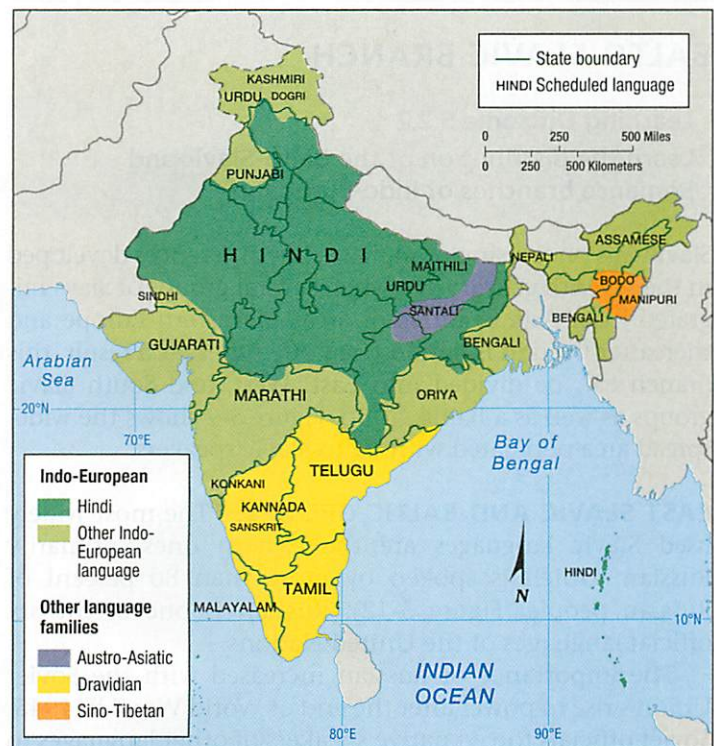 State boundary
HINDI Scheduled language
0 250 500 Miles
0 250 500 Kilometers
KASHMIRI
URDU DOGRI
PUNJABI
HINDI
MAITHILI
URDU
NEPALI
ASSAMESE
BODO
MANIPURI
SINDHI
SANTALI
BENGALI
BENGALI
GUJARATI
Arabian
Sea
MARATHI
ORIYA
20°N
70°E
Bay of
Bengal
TELUGU
KONKANI
KANNADA
SANSKRIT
TAMIL
MALAYALAM
HINDI
N
10°N
INDIAN
OCEAN
80°E
90°E
Indo-European
Hindi
Other Indo-
European
language
Other language
families
Austro-Asiatic
Dravidian
Sino-Tibetan